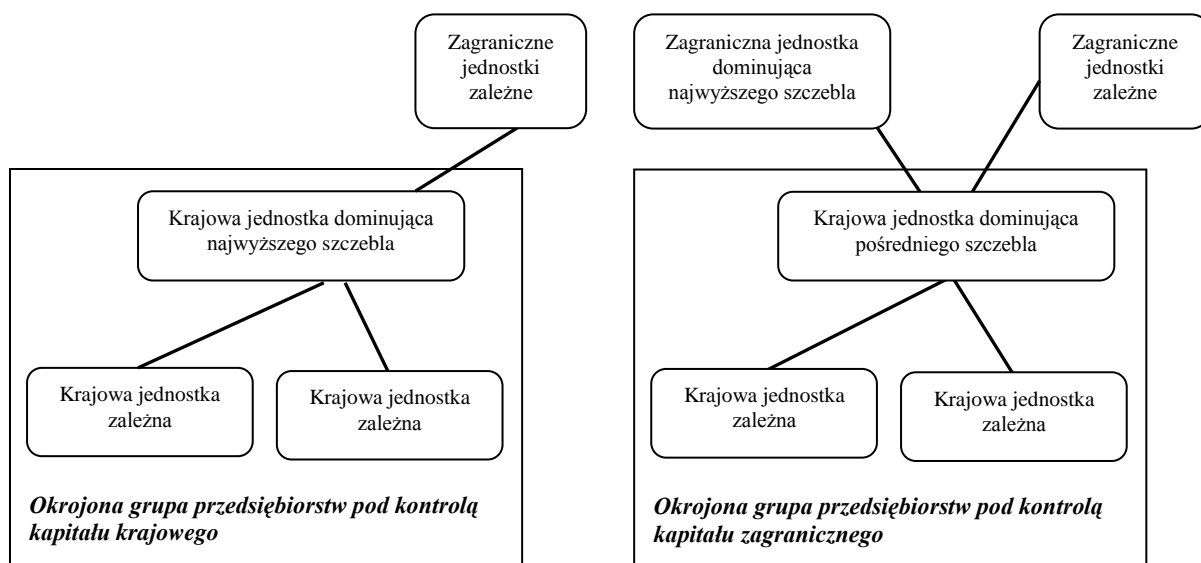 Zagraniczne
jednostki
zależne
Zagraniczna jednostka
dominująca
najwyższego szczebla
Zagraniczne
jednostki
zależne
Krajowa jednostka dominująca
najwyższego szczebla
Krajowa jednostka dominująca
pośredniego szczebla
Krajowa jednostka
zależna
Krajowa jednostka
zależna
Krajowa jednostka
zależna
Krajowa jednostka
zależna
Okrojona grupa przedsiębiorstw pod kontrolą
kapitału krajowego
Okrojona grupa przedsiębiorstw pod kontrolą
kapitału zagranicznego